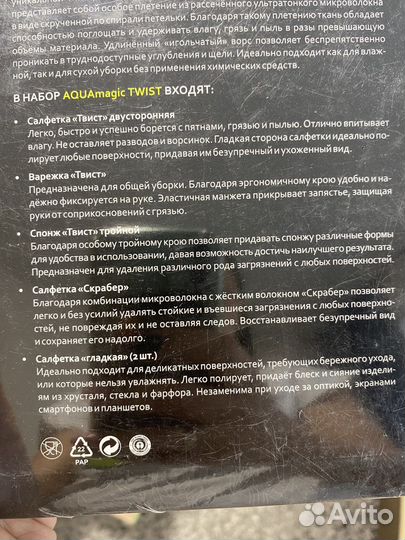 представляет собой особое плетение из рассечённого ультратонкого микроволокна
в виде скрученной по спирали петельки. Благодаря такому плетению ткань обладает
способностью поглощать и удерживать влагу, грязь и пыль в разы превышающую
объёмы материала. Удлинённый «игольчатый» ворс позволяет беспрепятственно
проникать в труднодоступные углубления и щели. Идеально подходит как для влаж-
ной, так и для сухой уборки без применения химических средств.
В НАБОР AQUAmagic TWIST ВХОДЯТ:
• Салфетка «Твист» двусторонняя
Легко, быстро и успешно борется с пятнами, грязью и пылью. Отлично впитывает
влагу. Не оставляет разводов и ворсинок. Гладкая сторона салфетки идеально по-
лирует любые поверхности, придавая им безупречный и ухоженный вид.
• Варежка «Твист»
Предназначена для общей уборки. Благодаря эргономичному крою удобно и на-
дёжно фиксируется на руке. Эластичная манжета прикрывает запястье, защищая
руки от соприкосновений с грязью.
• Спонж «Твист» тройной
Благодаря особому тройному крою позволяет придавать спонжу различные формы
для удобства в использовании, давая возможность достичь наилучшего результата.
Предназначен для удаления различного рода загрязнений с любых поверхностей.
• Салфетка «Скрабер»
Благодаря комбинации микроволокна с жёстким волокном «Скрабер» позволяет
легко и без усилий удалять стойкие и въевшиеся загрязнения с любых поверхнос-
тей, не повреждая их и не оставляя следов. Восстанавливает безупречный вид
и сохраняет его надолго.
• Салфетка «гладкая» (2 шт.)
Идеально подходит для деликатных поверхностей, требующих бережного ухода,
или которые нельзя увлажнять. Легко полирует, придаёт блеск и сияние издели-
ям из хрусталя, стекла и фарфора. Незаменима при уходе за оптикой, экранами
смартфонов и планшетов.
22
PAP
Avito